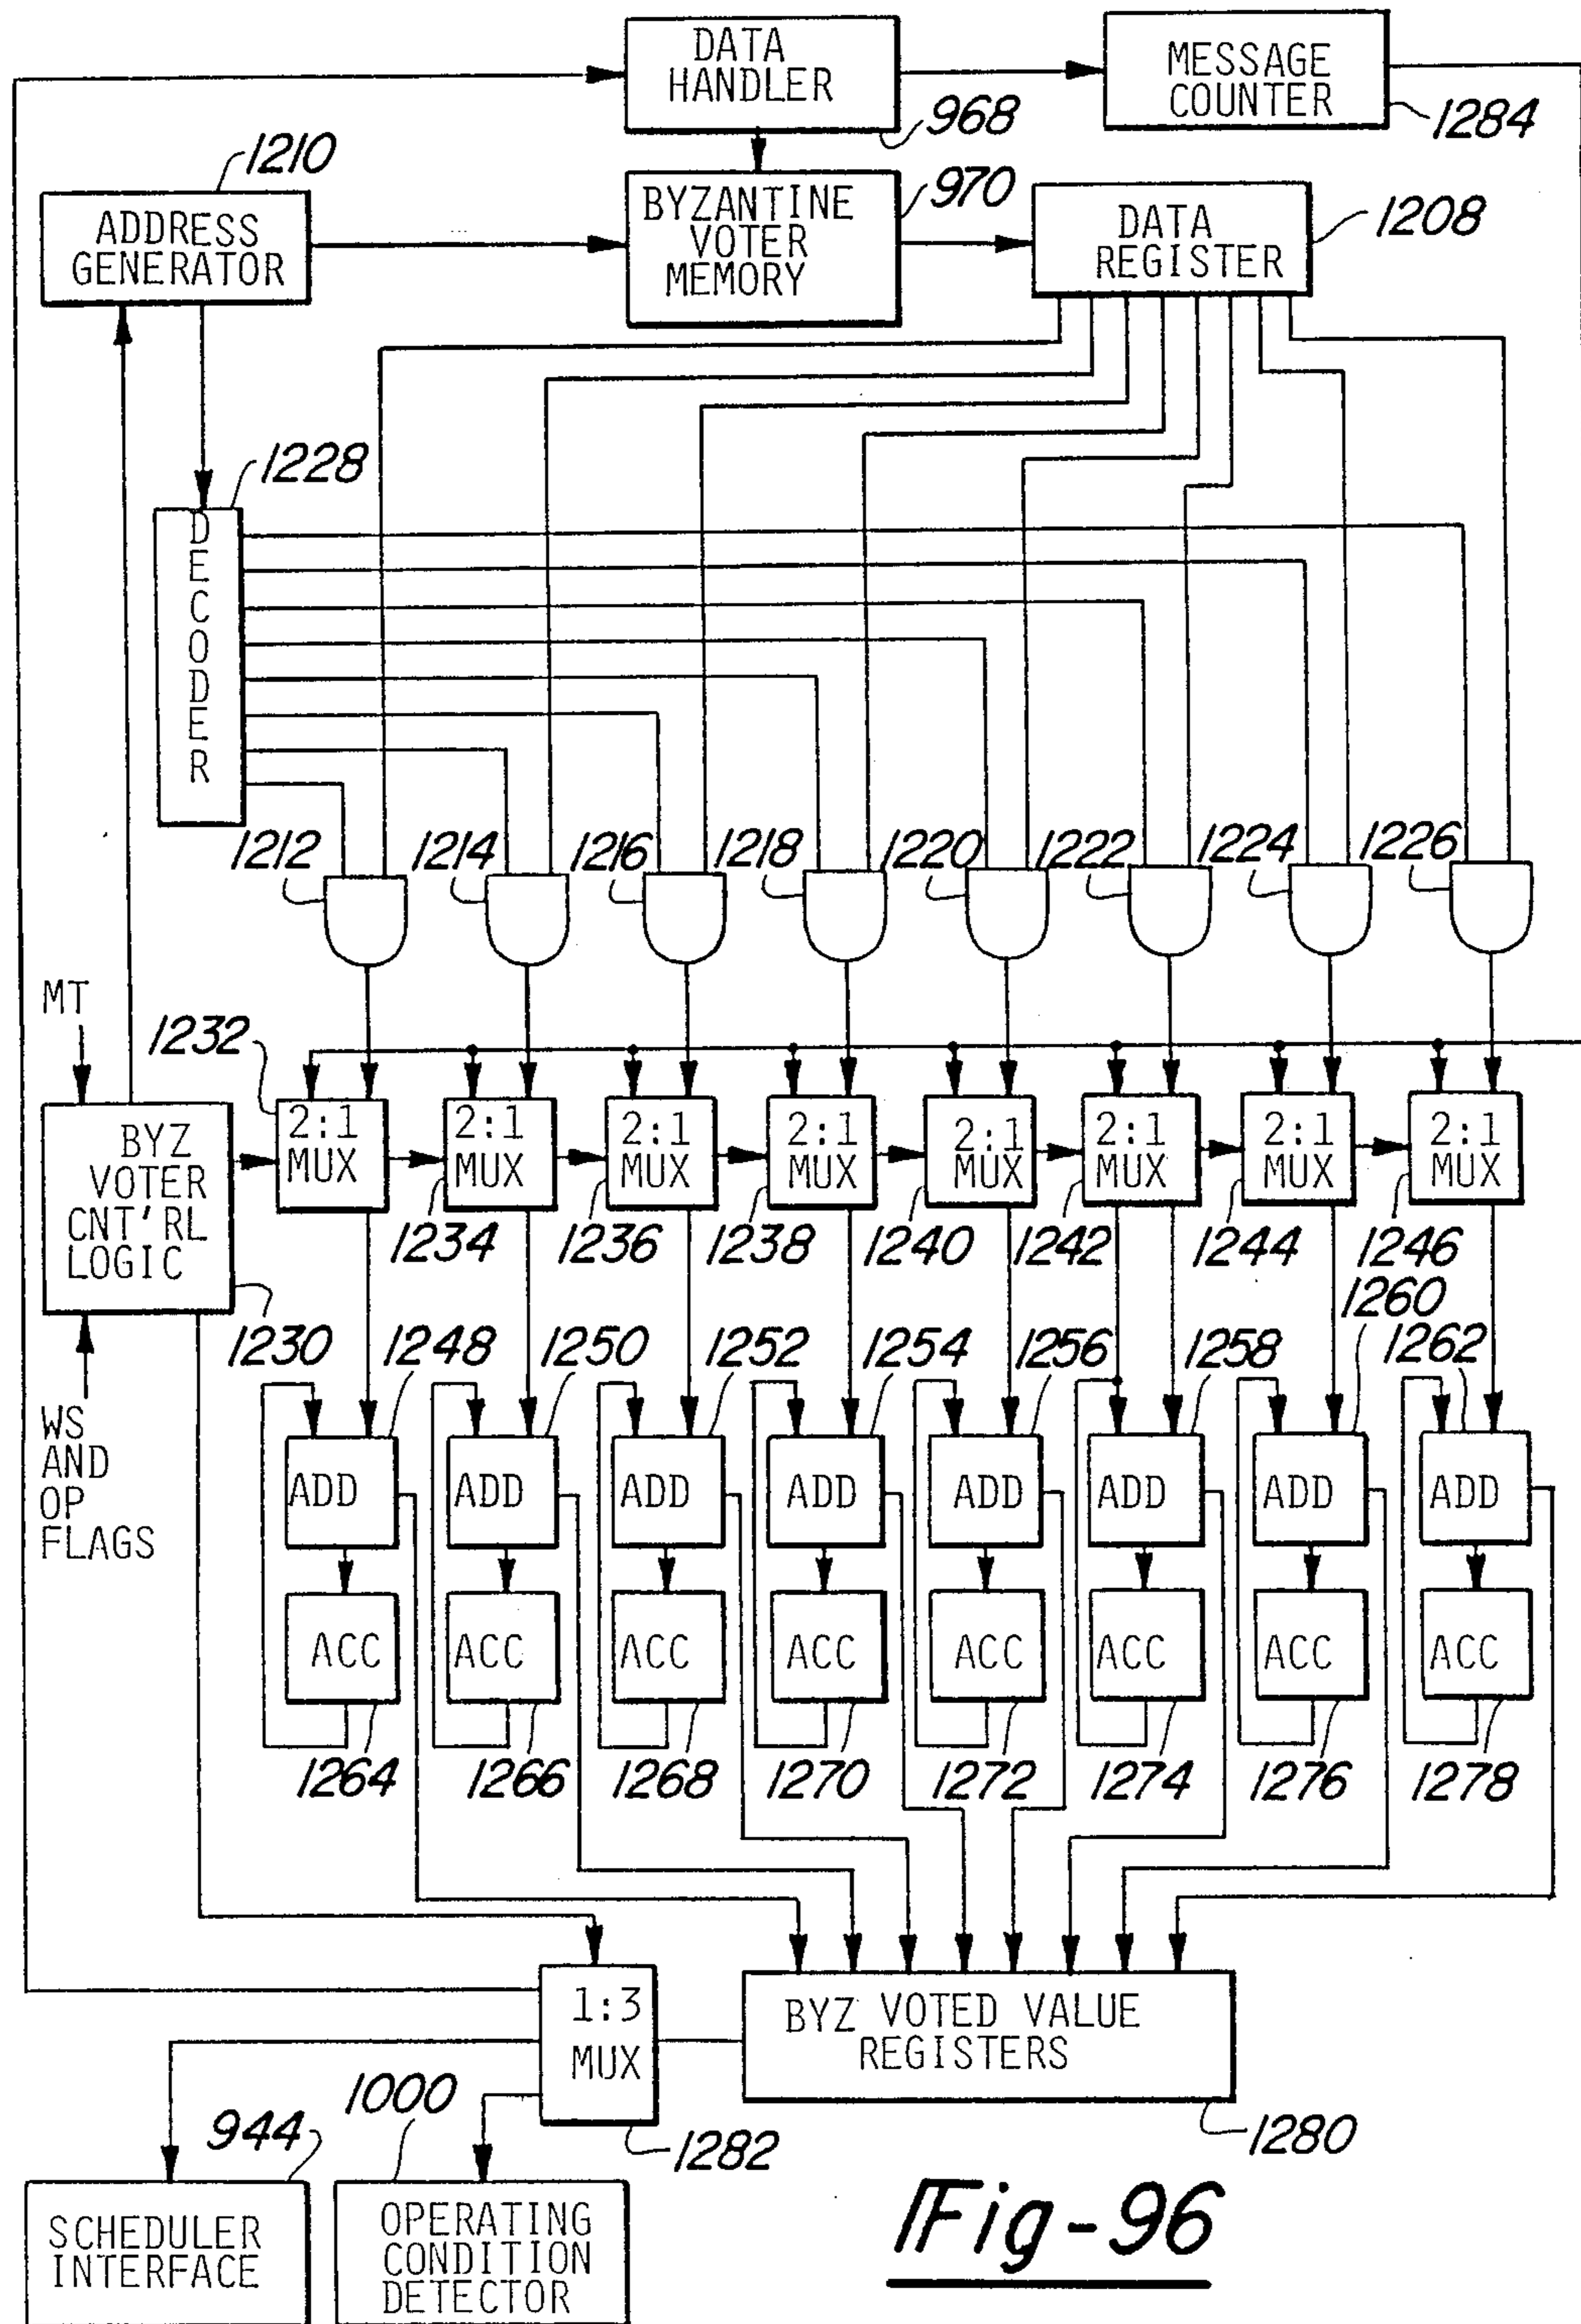 DATA
HANDLER
968
MESSAGE
COUNTER
1284
1210
ADDRESS
GENERATOR
BYZANTINE
VOTER
MEMORY
970
DATA
REGISTER
1208
1228
D
E
C
O
D
E
R
1212
1214
1216
1218
1220
1222
1224
1226
MT
1232
BYZ
VOTER
CNT'RL
LOGIC
2:1
MUX
2:1
MUX
2:1
MUX
2:1
MUX
2:1
MUX
2:1
MUX
2:1
MUX
2:1
MUX
1234
1236
1238
1240
1242
1244
1246
1230
1248
1250
1252
1254
1256
1258
1260
1262
WS
AND
OP
FLAGS
ADD
ADD
ADD
ADD
ADD
ADD
ADD
ADD
ACC
ACC
ACC
ACC
ACC
ACC
ACC
ACC
1264
1266
1268
1270
1272
1274
1276
1278
1:3
MUX
BYZ VOTED VALUE
REGISTERS
1280
1282
944
1000
SCHEDULER
INTERFACE
OPERATING
CONDITION
DETECTOR
Fig-96